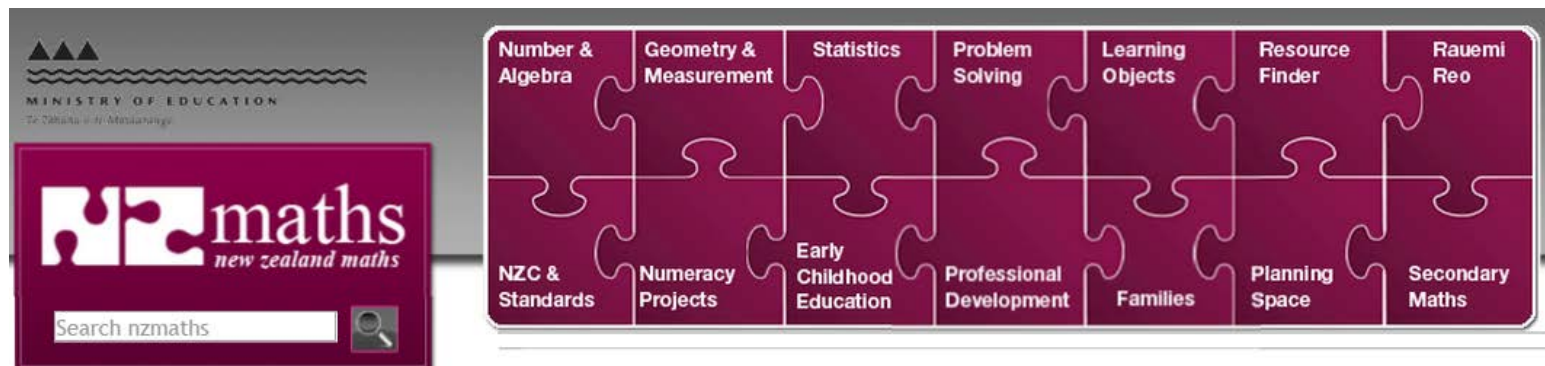 MINISTRY OF EDUCATION
maths
new zealand maths
Search nzmaths
Number &
Algebra
Geometry &
Measurement
Statistics
Problem
Solving
Learning
Objects
Resource
Finder
Rauemi
Reo
NZC &
Standards
Numeracy
Projects
Early
Childhood
Education
Professional
Development
Families
Planning
Space
Secondary
Maths